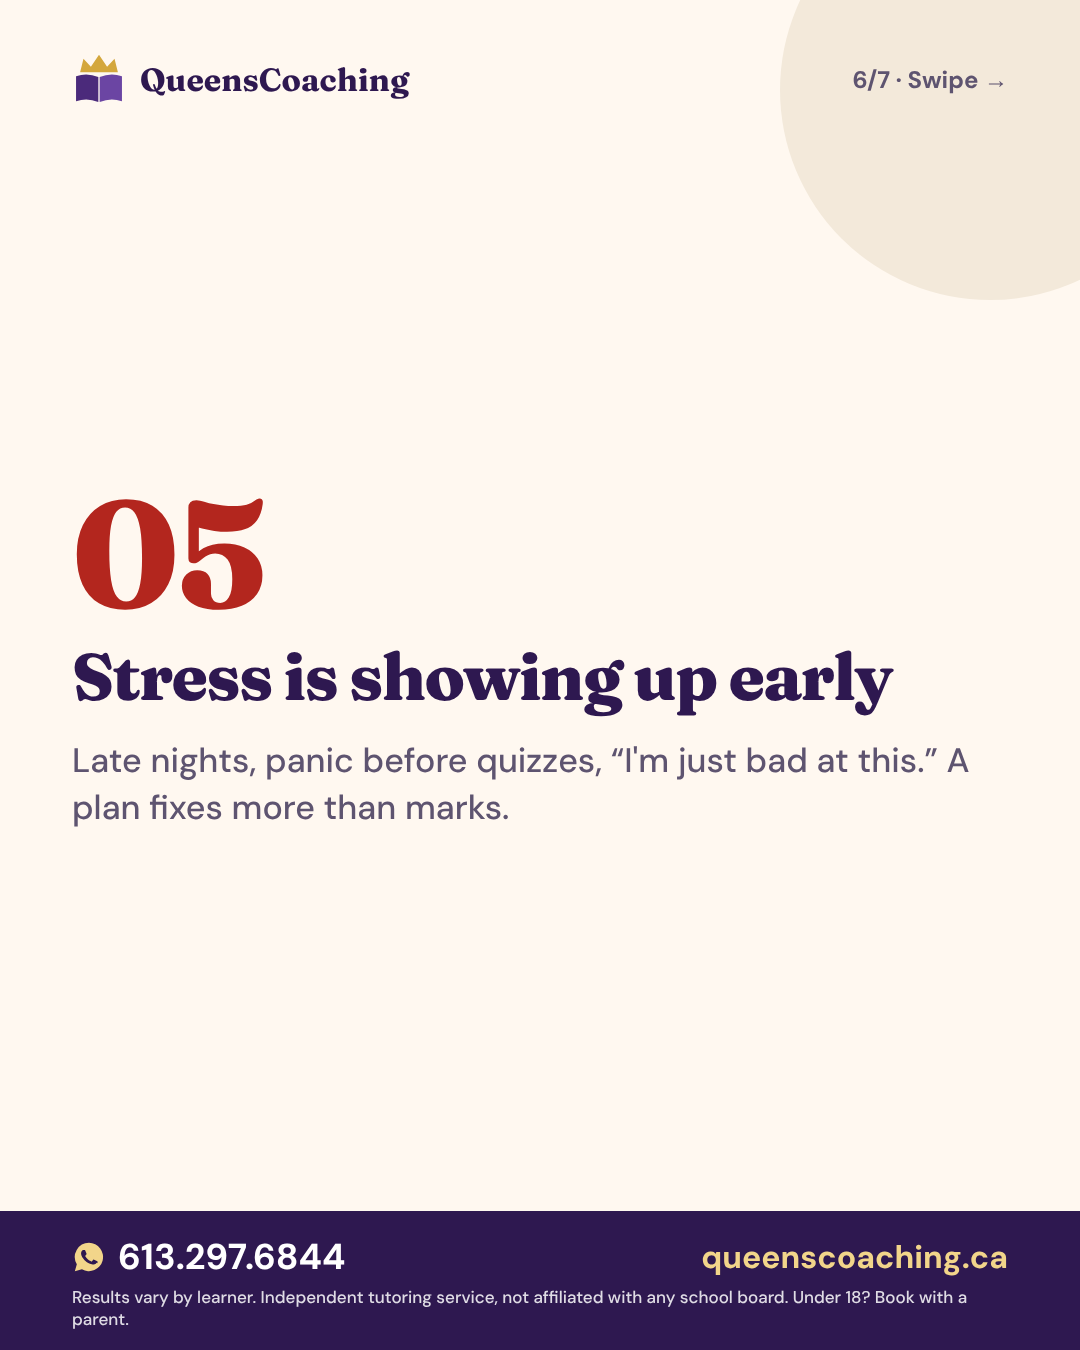 QueensCoaching
6/7 · Swipe →
05
Stress is showing up early
Late nights, panic before quizzes, “I'm just bad at this.” A
plan fixes more than marks.
613.297.6844
queenscoaching.ca
Results vary by learner. Independent tutoring service, not affiliated with any school board. Under 18? Book with a
parent.